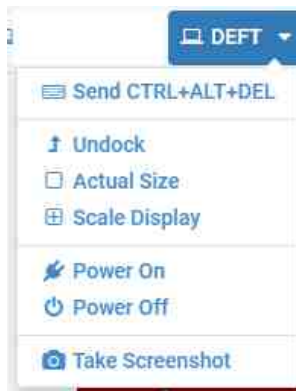 DEFT
Send CTRL+ALT+DEL
Undock
Actual Size
Scale Display
Power On
Power Off
Take Screenshot